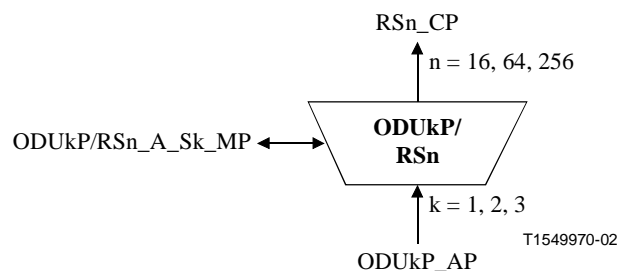 RSn_CP
n = 16, 64, 256
ODUkP/
RSn
ODUkP/RSn_A_Sk_MP
k = 1, 2, 3
T1549970-02
ODUkP_AP